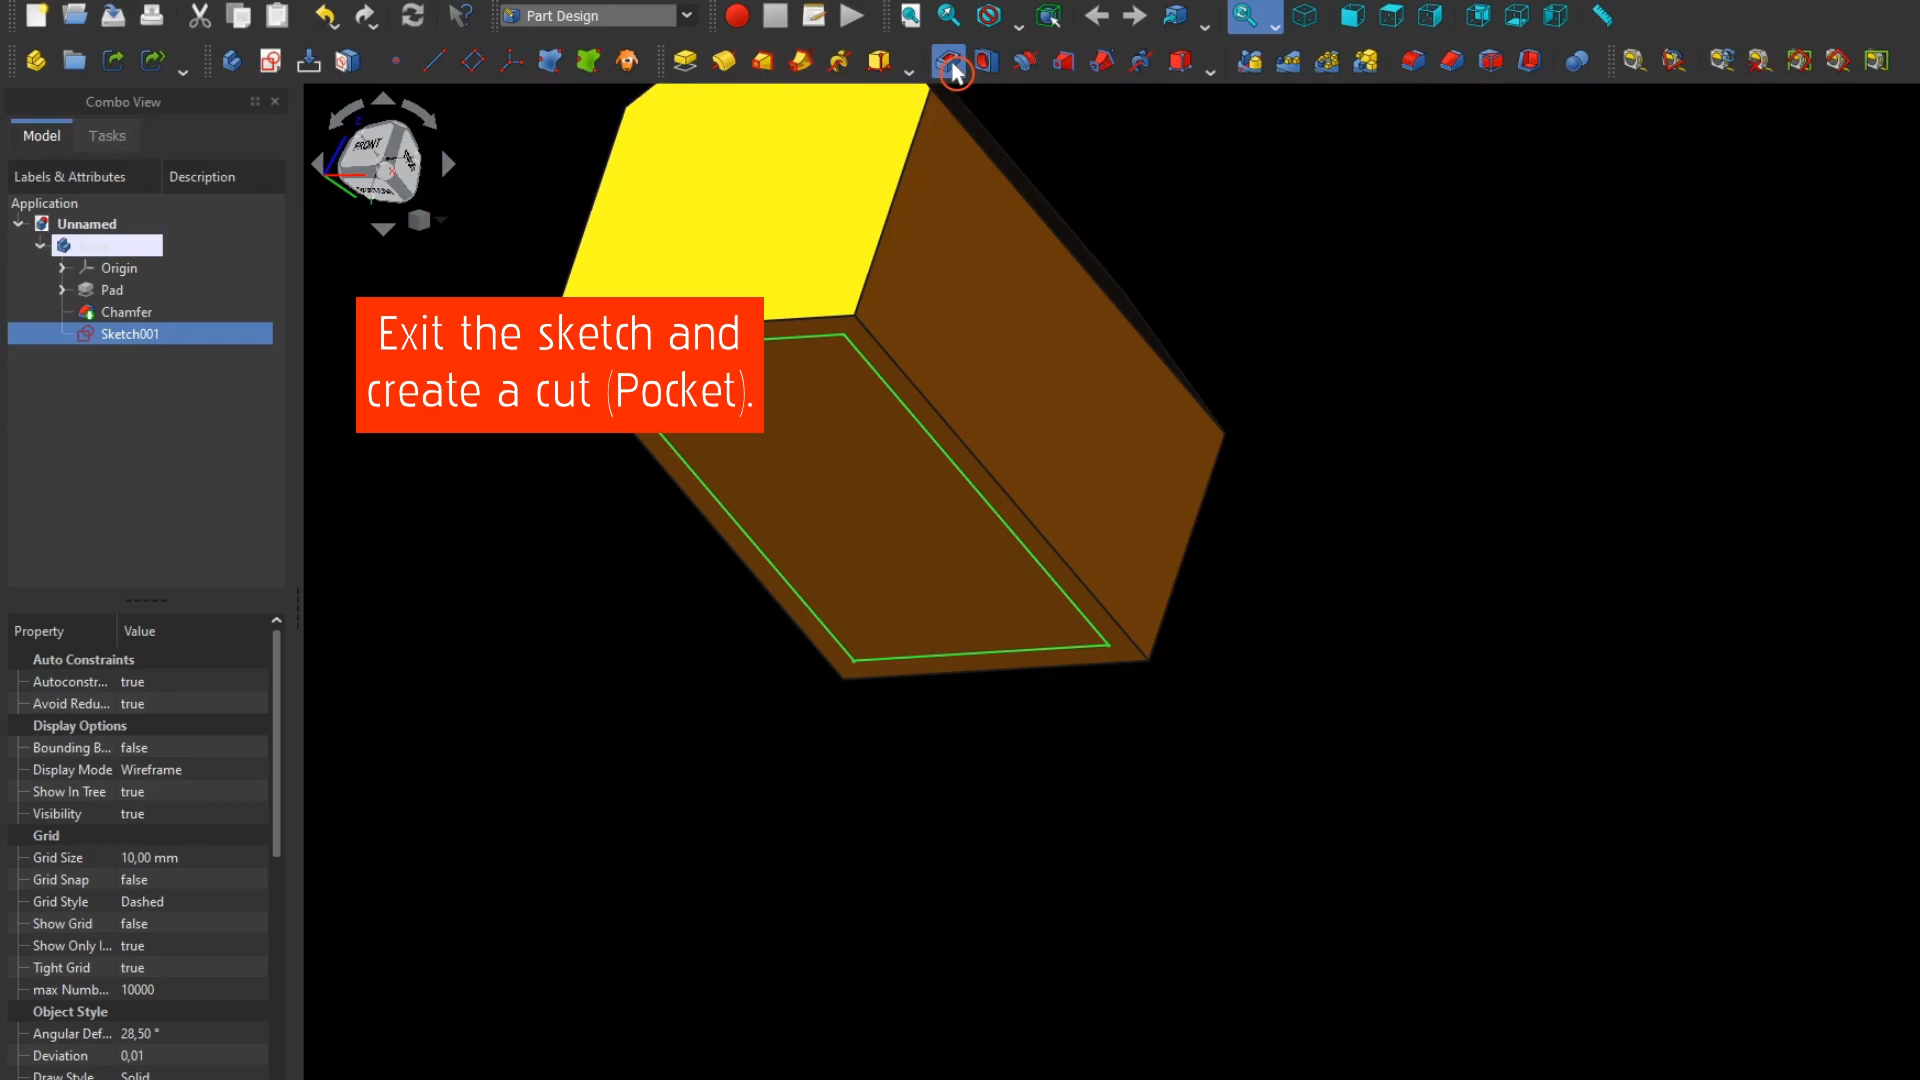 Part Design
Combo View
Model Tasks
Labels & Attributes Description
Application
Unnamed
Origin
Pad
Chamfer
Sketch001
FRONT
Exit the sketch and
create a cut (Pocket).
Property Value
Auto Constraints
Autoconstr... true
Avoid Redu... true
Display Options
Bounding B... false
Display Mode Wireframe
Show In Tree true
Visibility true
Grid
Grid Size 10,00 mm
Grid Snap false
Grid Style Dashed
Show Grid false
Show Only I... true
Tight Grid true
max Numb... 10000
Object Style
Angular Def... 28,50 °
Deviation 0,01
Draw Style Solid